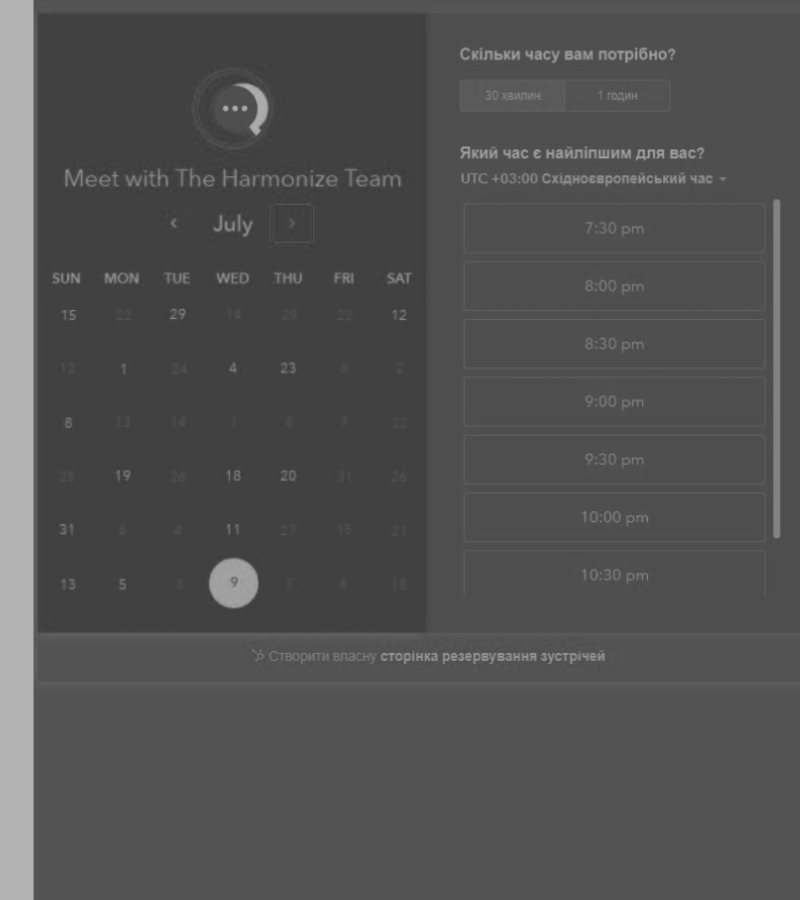 Meet with The Harmonize Team
July
SUN MON TUE WED THU FRI SAT
15 22 29 14 29 22 12
12 1 24 4 23 8 2
8 13 14 1 8 7 22
25 19 26 18 20 31 26
31 6 4 11 27 15 21
13 5 3 9 7 6 18
Скільки часу вам потрібно?
30 хвилин 1 годин
Який час є найліпшим для вас?
UTC +03:00 Східноєвропейський час
7:30 pm
8:00 pm
8:30 pm
9:00 pm
9:30 pm
10:00 pm
10:30 pm
Створити власну сторінка резервування зустрічей